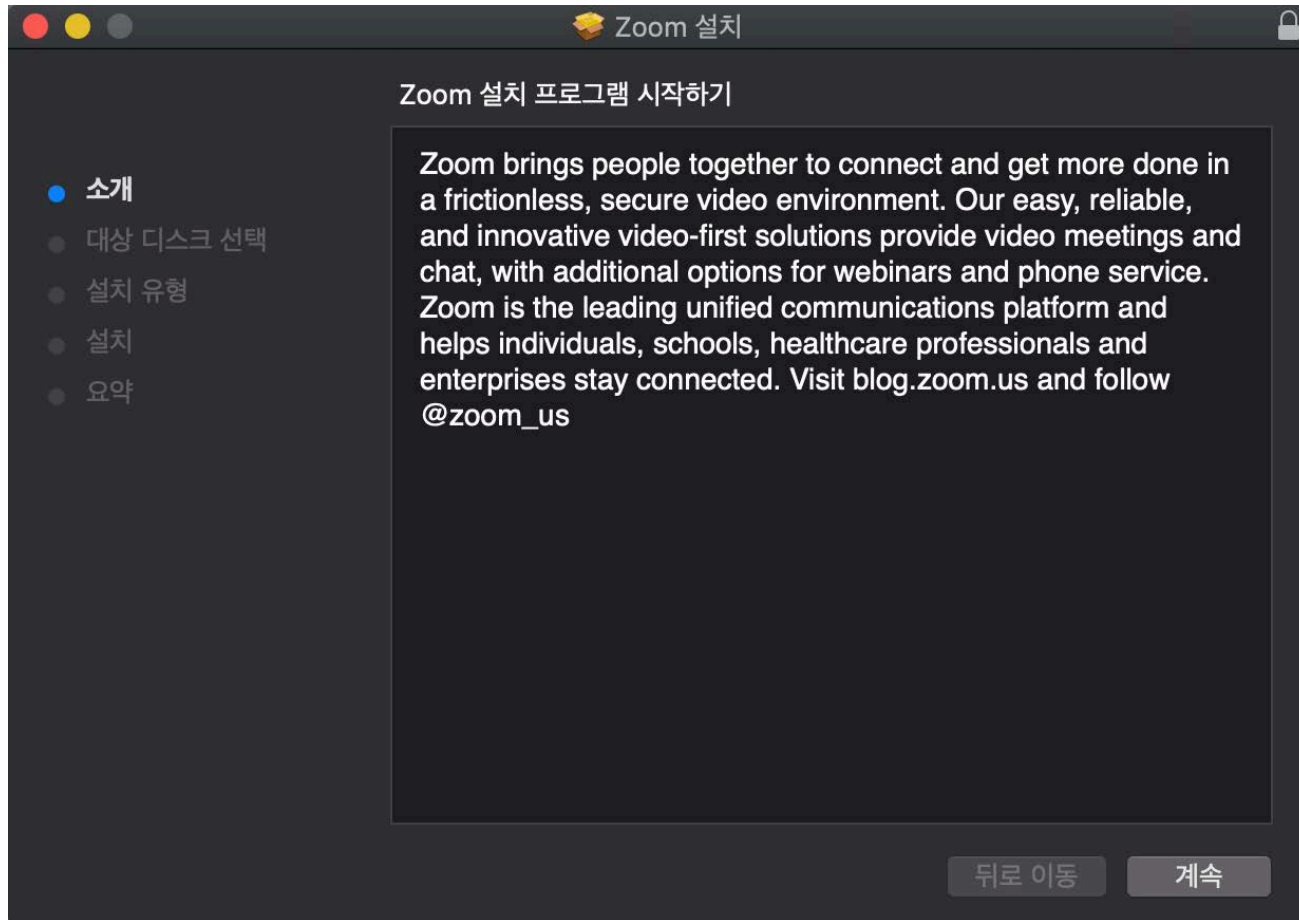 Zoom 설치
Zoom 설치 프로그램 시작하기
소개
대상 디스크 선택
설치 유형
설치
요약
Zoom brings people together to connect and get more done in
a frictionless, secure video environment. Our easy, reliable,
and innovative video-first solutions provide video meetings and
chat, with additional options for webinars and phone service.
Zoom is the leading unified communications platform and
helps individuals, schools, healthcare professionals and
enterprises stay connected. Visit blog.zoom.us and follow
@zoom_us
뒤로 이동
계속